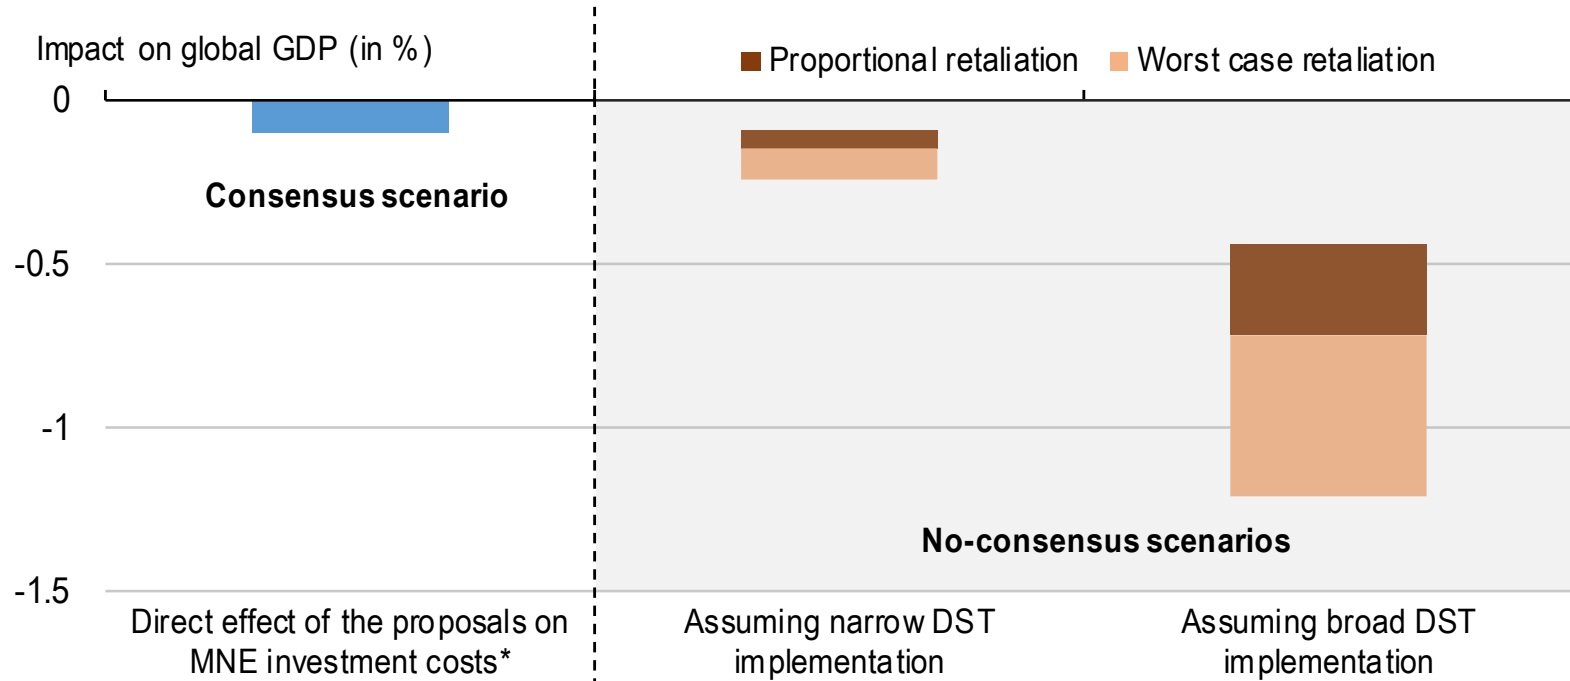 Impact on global GDP (in %)
Proportional retaliation
Worst case retaliation
0
Consensus scenario
-0.5
-1
No-consensus scenarios
-1.5
Direct effect of the proposals on
MNE investment costs*
Assuming narrow DST
implementation
Assuming broad DST
implementation